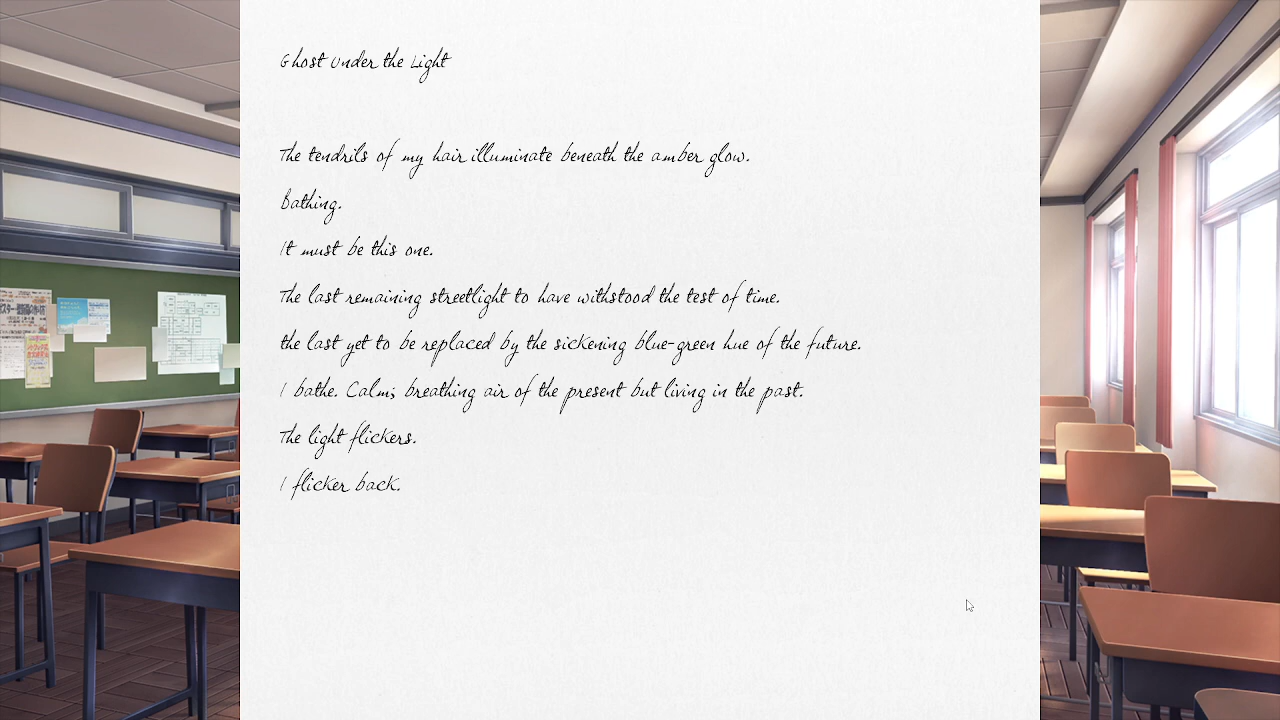 Ghost Under the Light
The tendrils of my hair illuminate beneath the amber glow.
Bathing.
It must be this one.
The last remaining streetlight to have withstood the test of time.
the last yet to be replaced by the sickening blue-green hue of the future.
I bathe. Calm; breathing air of the present but living in the past.
The light flickers.
I flicker back.